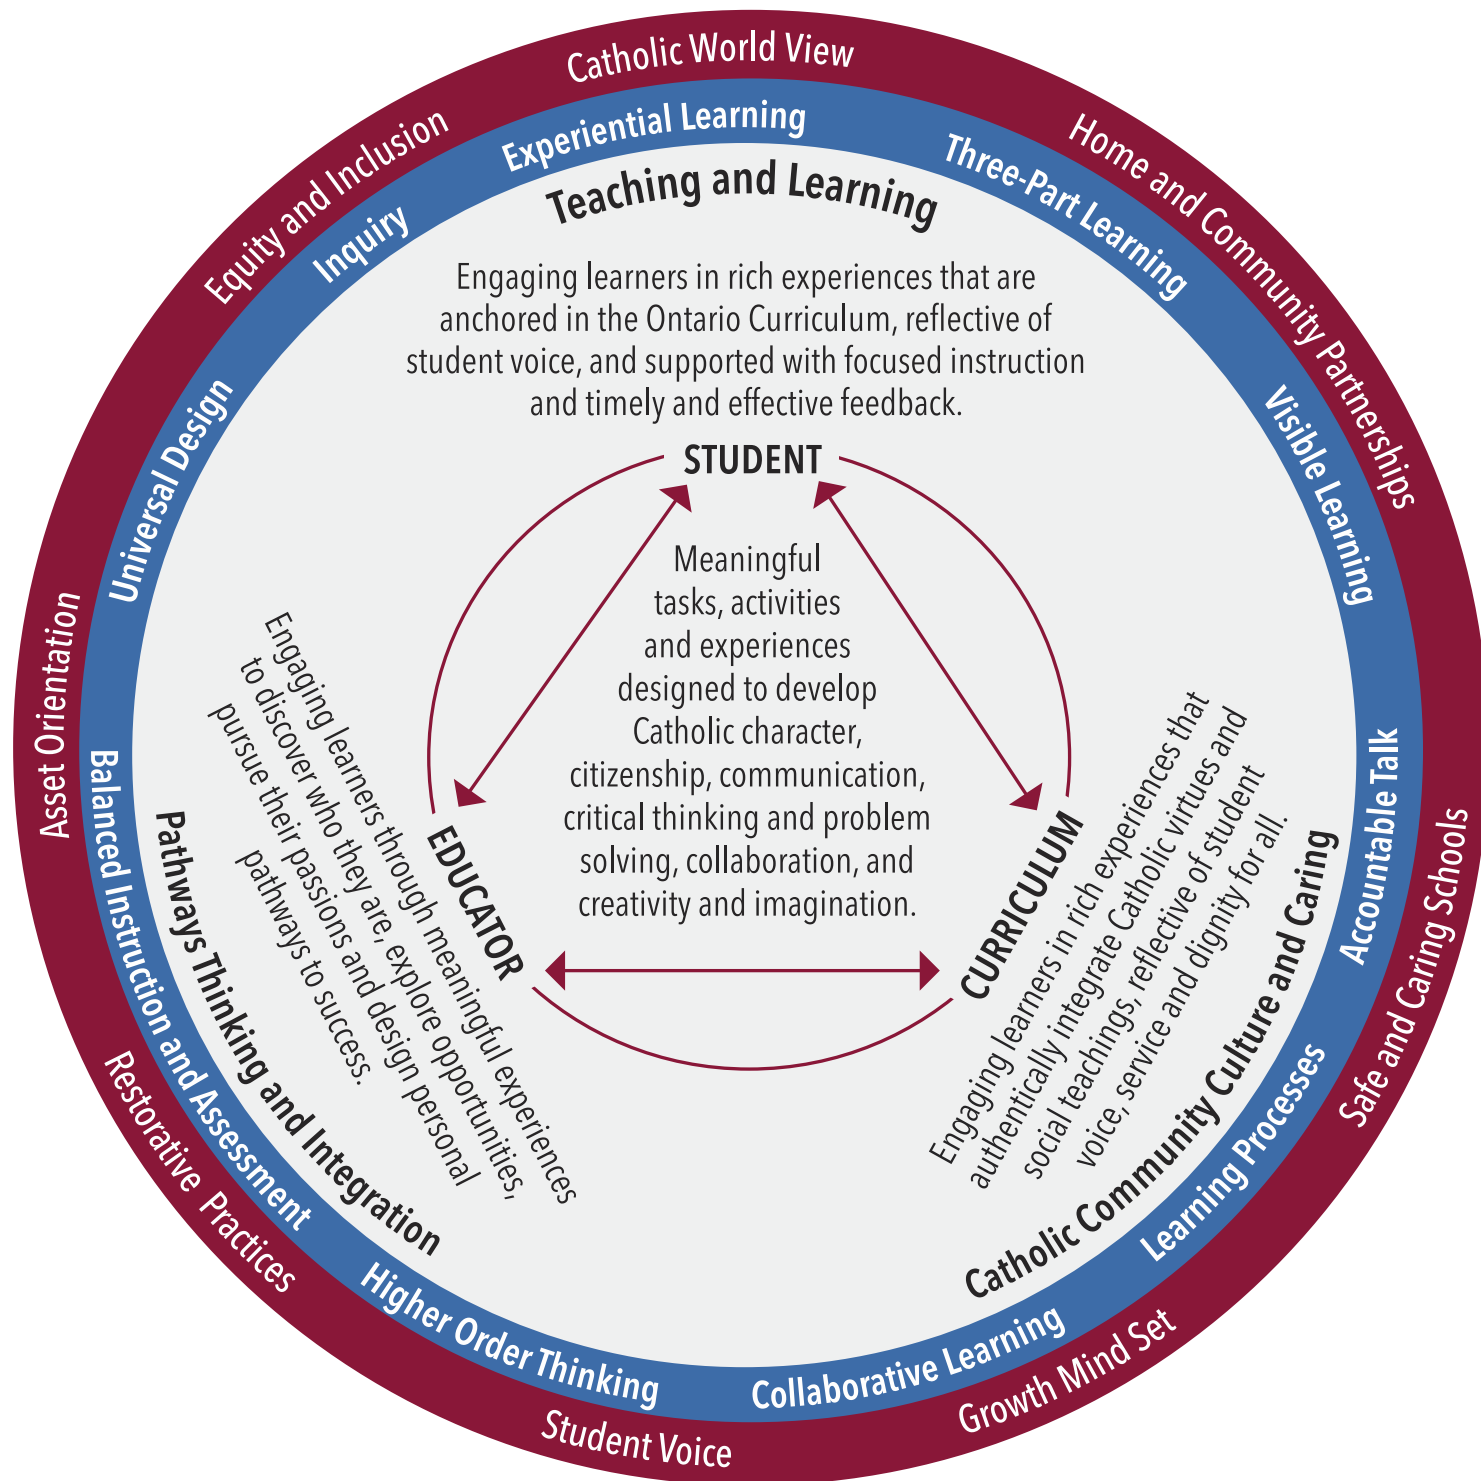 Catholic World View
Home and Community Partnerships
Safe and Caring Schools
Growth Mind Set
Student Voice
Restorative Practices
Asset Orientation
Equity and Inclusion
Experiential Learning
Three-Part Learning
Visible Learning
Accountable Talk
Learning Processes
Collaborative Learning
Higher Order Thinking
Balanced Instruction and Assessment
Universal Design
Inquiry
Teaching and Learning
Engaging learners in rich experiences that are
anchored in the Ontario Curriculum, reflective of
student voice, and supported with focused instruction
and timely and effective feedback.
STUDENT
Meaningful
tasks, activities
and experiences
designed to develop
Catholic character,
citizenship, communication,
critical thinking and problem
solving, collaboration, and
creativity and imagination.
CURRICULUM
Engaging learners in rich experiences that
authentically integrate Catholic virtues and
social teachings, reflective of student
voice, service and dignity for all.
Catholic Community Culture and Caring
EDUCATOR
Engaging learners through meaningful experiences
to discover who they are, explore opportunities,
pursue their passions and design personal
pathways to success.
Pathways Thinking and Integration